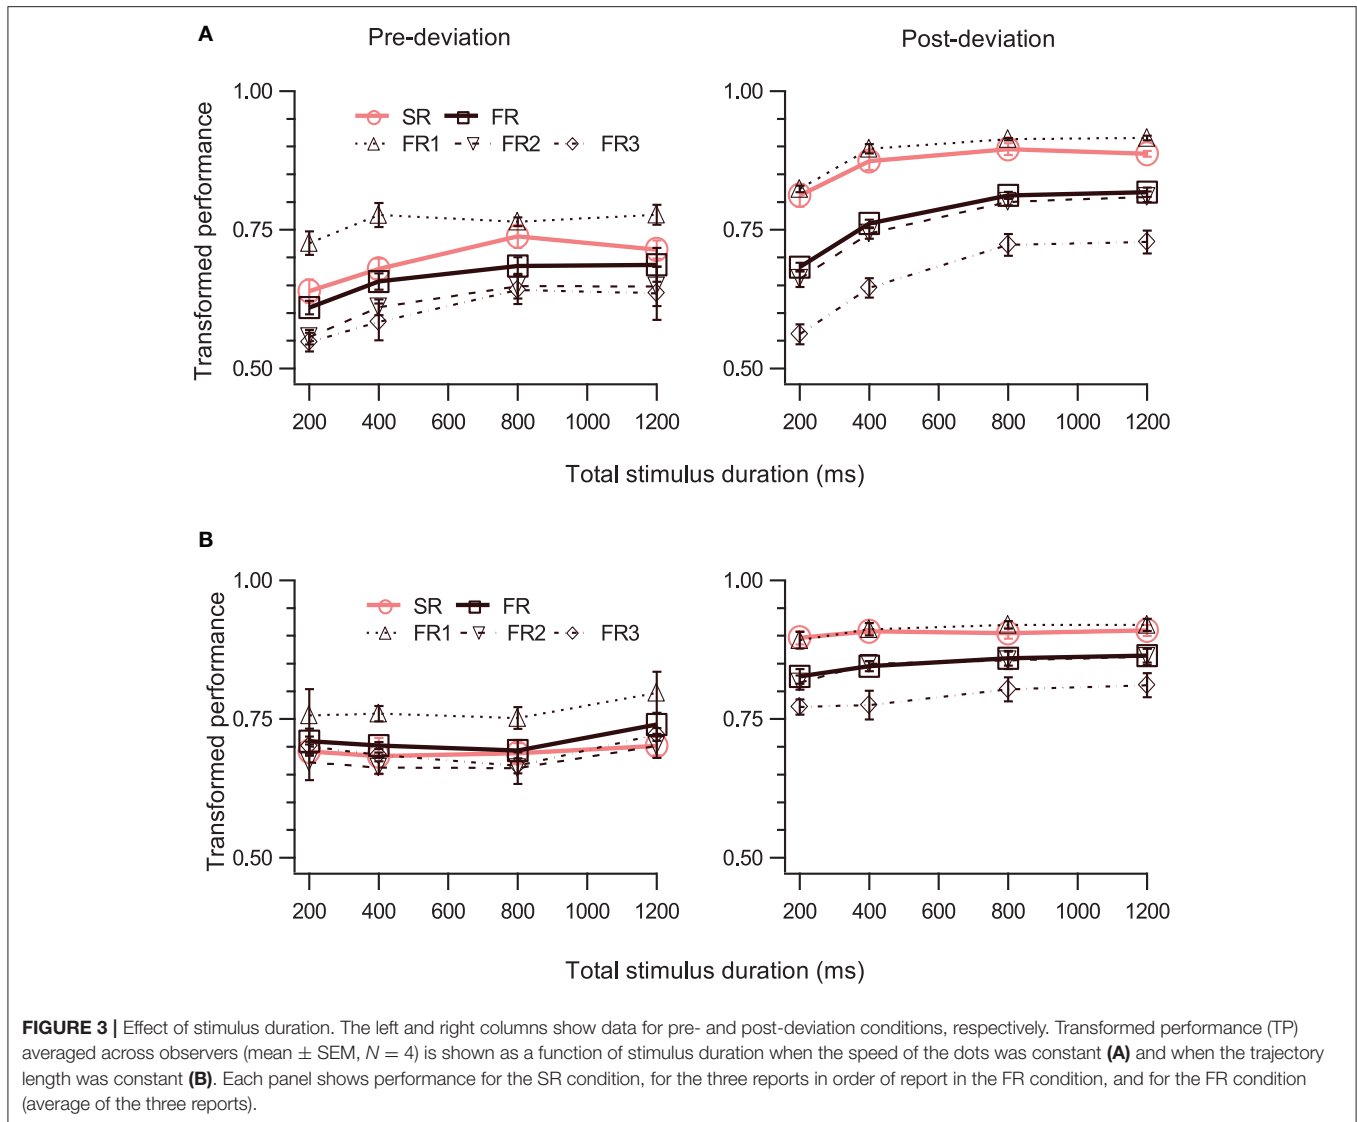 A
Pre-deviation
Post-deviation
Transformed performance
1.00
0.75
0.50
SR FR
FR1 FR2 FR3
200 400 600 800 1000 1200
1.00
0.75
0.50
200 400 600 800 1000 1200
Total stimulus duration (ms)
B
Transformed performance
1.00
0.75
0.50
SR FR
FR1 FR2 FR3
200 400 600 800 1000 1200
1.00
0.75
0.50
200 400 600 800 1000 1200
Total stimulus duration (ms)
FIGURE 3 | Effect of stimulus duration. The left and right columns show data for pre- and post-deviation conditions, respectively. Transformed performance (TP)
averaged across observers (mean ± SEM, N = 4) is shown as a function of stimulus duration when the speed of the dots was constant (A) and when the trajectory
length was constant (B). Each panel shows performance for the SR condition, for the three reports in order of report in the FR condition, and for the FR condition
(average of the three reports).